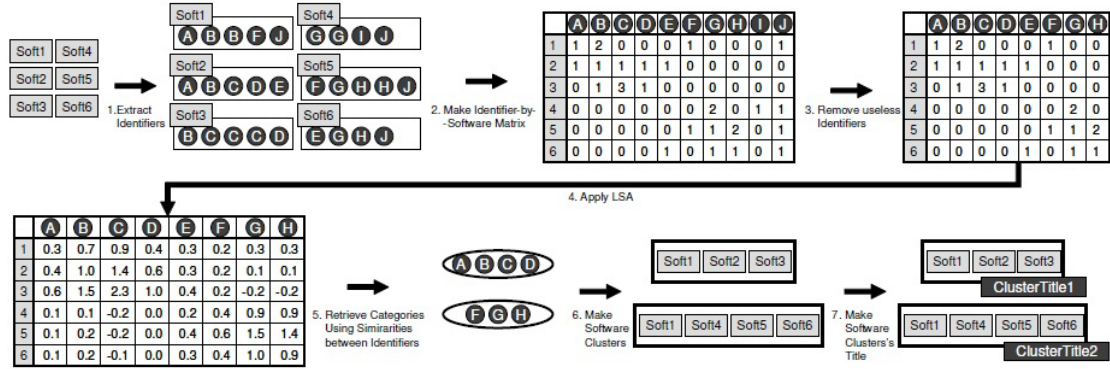 Soft1 Soft4
Soft2 Soft5
Soft3 Soft6
1.Extract
Identifiers
Soft1
A B B F J
Soft4
G G I J
Soft2
A B C D E
Soft5
F G H H J
Soft3
B C C C D
Soft6
E G H J
2. Make Identifier-by-
-Software Matrix
A B C D E F G H I J
1 1 2 0 0 0 1 0 0 0 1
2 1 1 1 1 1 0 0 0 0 0
3 0 1 3 1 0 0 0 0 0 0
4 0 0 0 0 0 0 2 0 1 1
5 0 0 0 0 0 1 1 2 0 1
6 0 0 0 0 1 0 1 1 0 1
3. Remove useless
Identifiers
A B C D E F G H
1 1 2 0 0 0 1 0 0
2 1 1 1 1 1 0 0 0
3 0 1 3 1 0 0 0 0
4 0 0 0 0 0 0 2 0
5 0 0 0 0 0 1 1 2
6 0 0 0 0 1 0 1 1
4. Apply LSA
A B C D E F G H
1 0.3 0.7 0.9 0.4 0.3 0.2 0.3 0.3
2 0.4 1.0 1.4 0.6 0.3 0.2 0.1 0.1
3 0.6 1.5 2.3 1.0 0.4 0.2 -0.2 -0.2
4 0.1 0.1 -0.2 0.0 0.2 0.4 0.9 0.9
5 0.1 0.2 -0.2 0.0 0.4 0.6 1.5 1.4
6 0.1 0.2 -0.1 0.0 0.3 0.4 1.0 0.9
5. Retrieve Categories
Using Simirarities
between Identifiers
A B C D
F G H
6. Make
Software
Clusters
Soft1 Soft2 Soft3
Soft1 Soft4 Soft5 Soft6
7. Make
Software
Clusters's
Title
Soft1 Soft2 Soft3
ClusterTitle1
Soft1 Soft4 Soft5 Soft6
ClusterTitle2